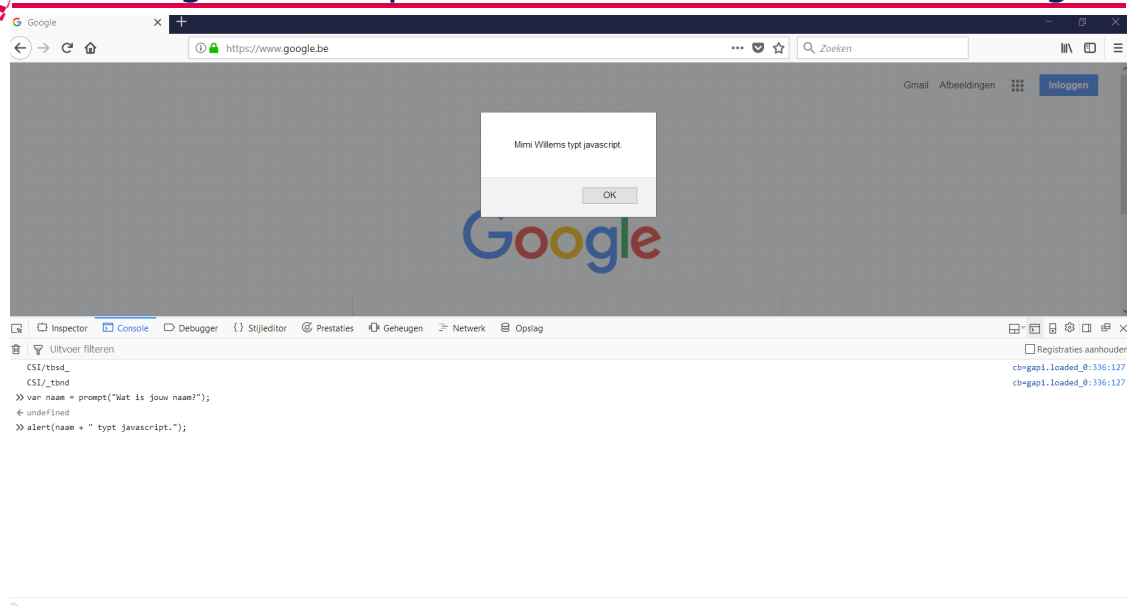 Google
https://www.google.be
Zoeken
Gmail Afbeeldingen Inloggen
Mimi Willems typt javascript.
OK
Google
Inspector Console Debugger {} Stijleditor Prestaties Geheugen Netwerk Opslag
Uitvoer filteren Registraties aanhouden
CSI/tbsd_ cb=gapi.loaded_0:336:127
CSI/_tbnd cb=gapi.loaded_0:336:127
var naam = prompt("Wat is jouw naam?");
undefined
alert(naam + " typt javascript.");